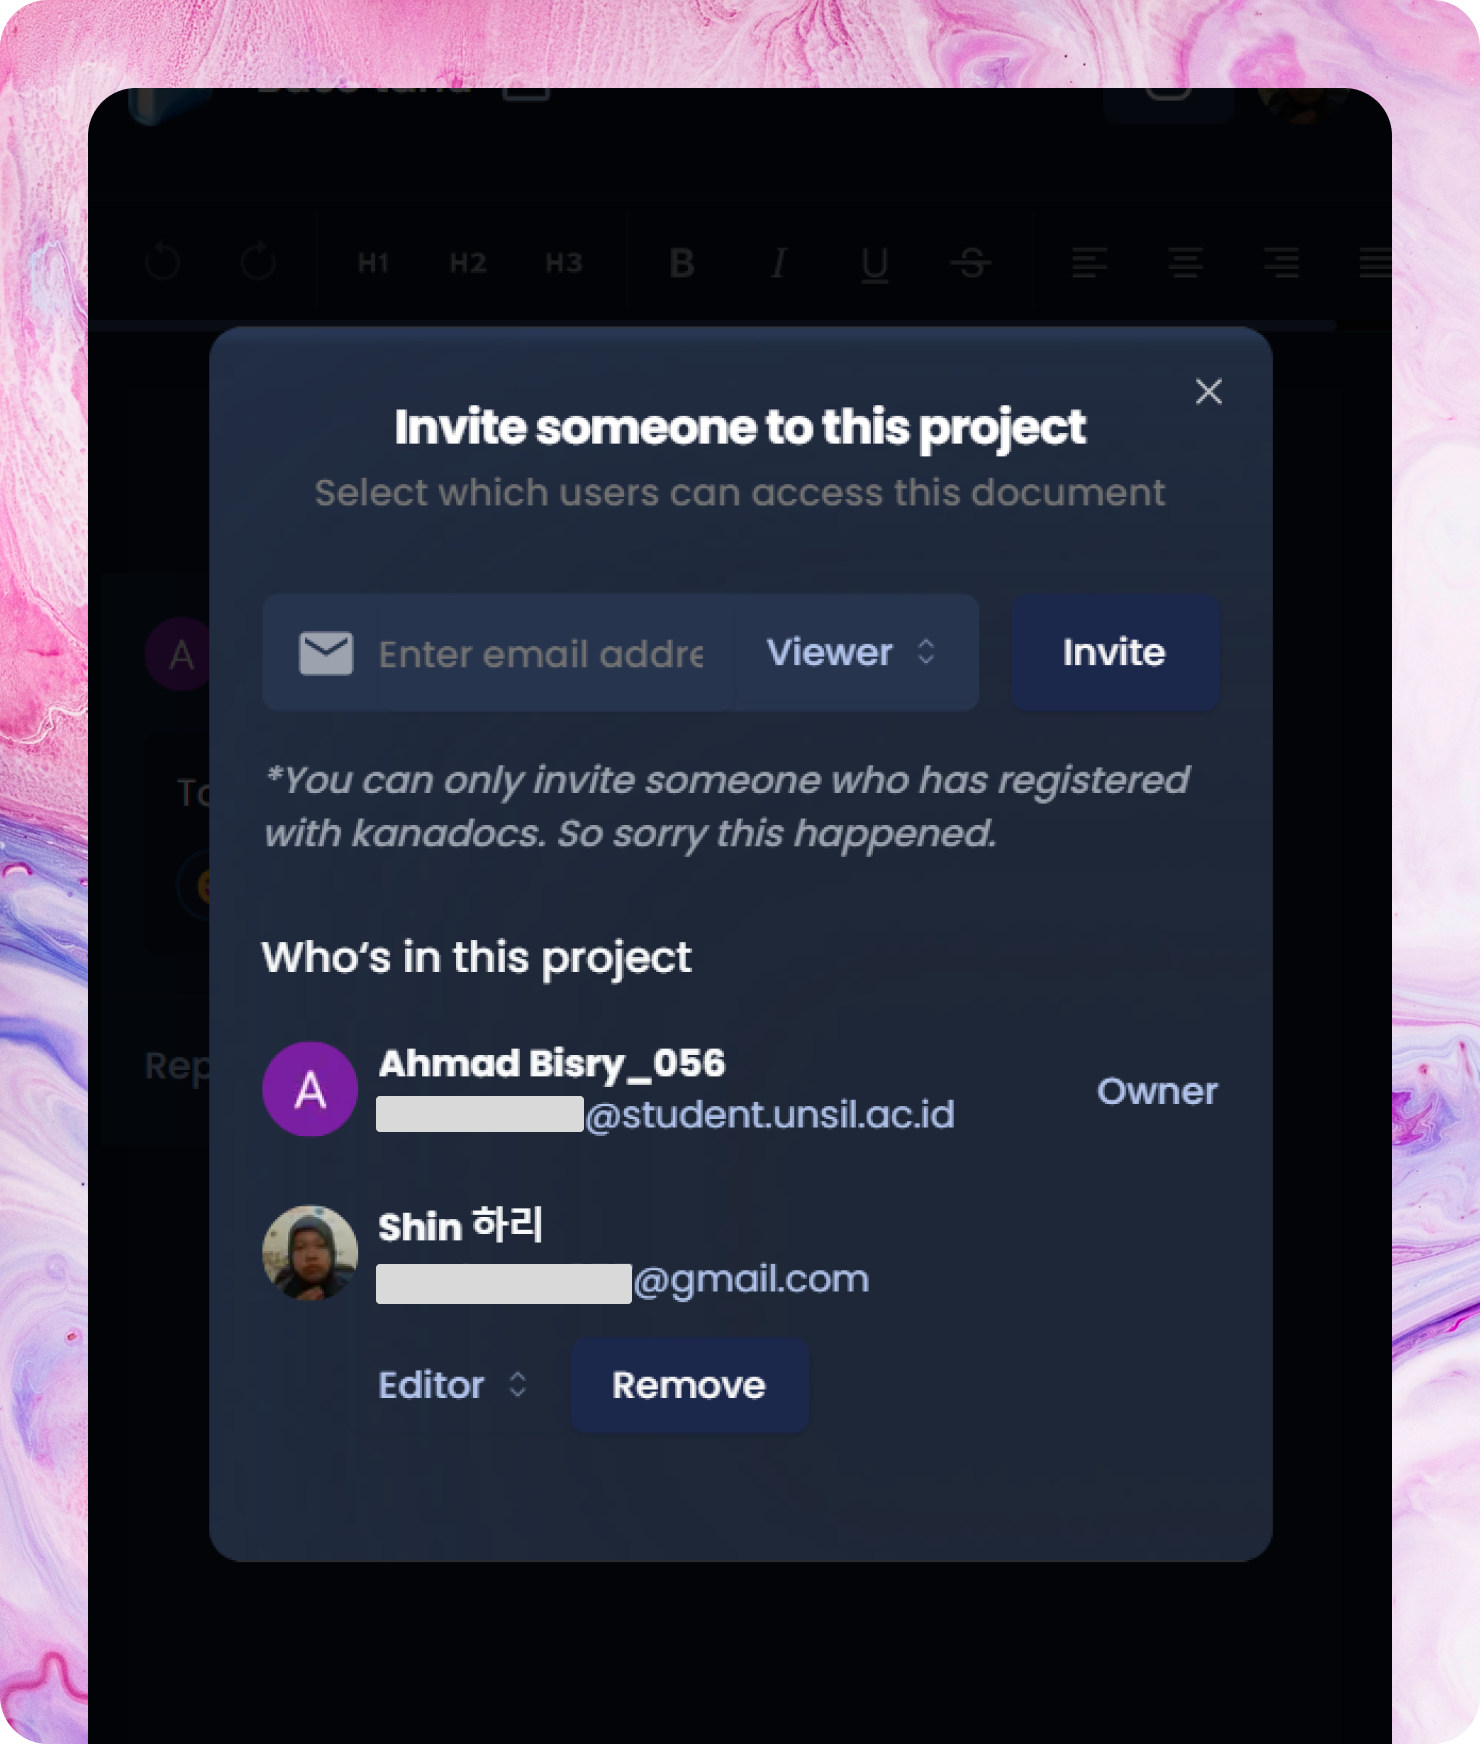 H1 H2 H3 B I U S
Invite someone to this project
Select which users can access this document
A
Enter email addre
Viewer
Invite
To
*You can only invite someone who has registered
with kanadocs. So sorry this happened.
Who's in this project
Rep
A
Ahmad Bisry_056
@student.unsil.ac.id
Owner
Shin 하리
@gmail.com
Editor
Remove